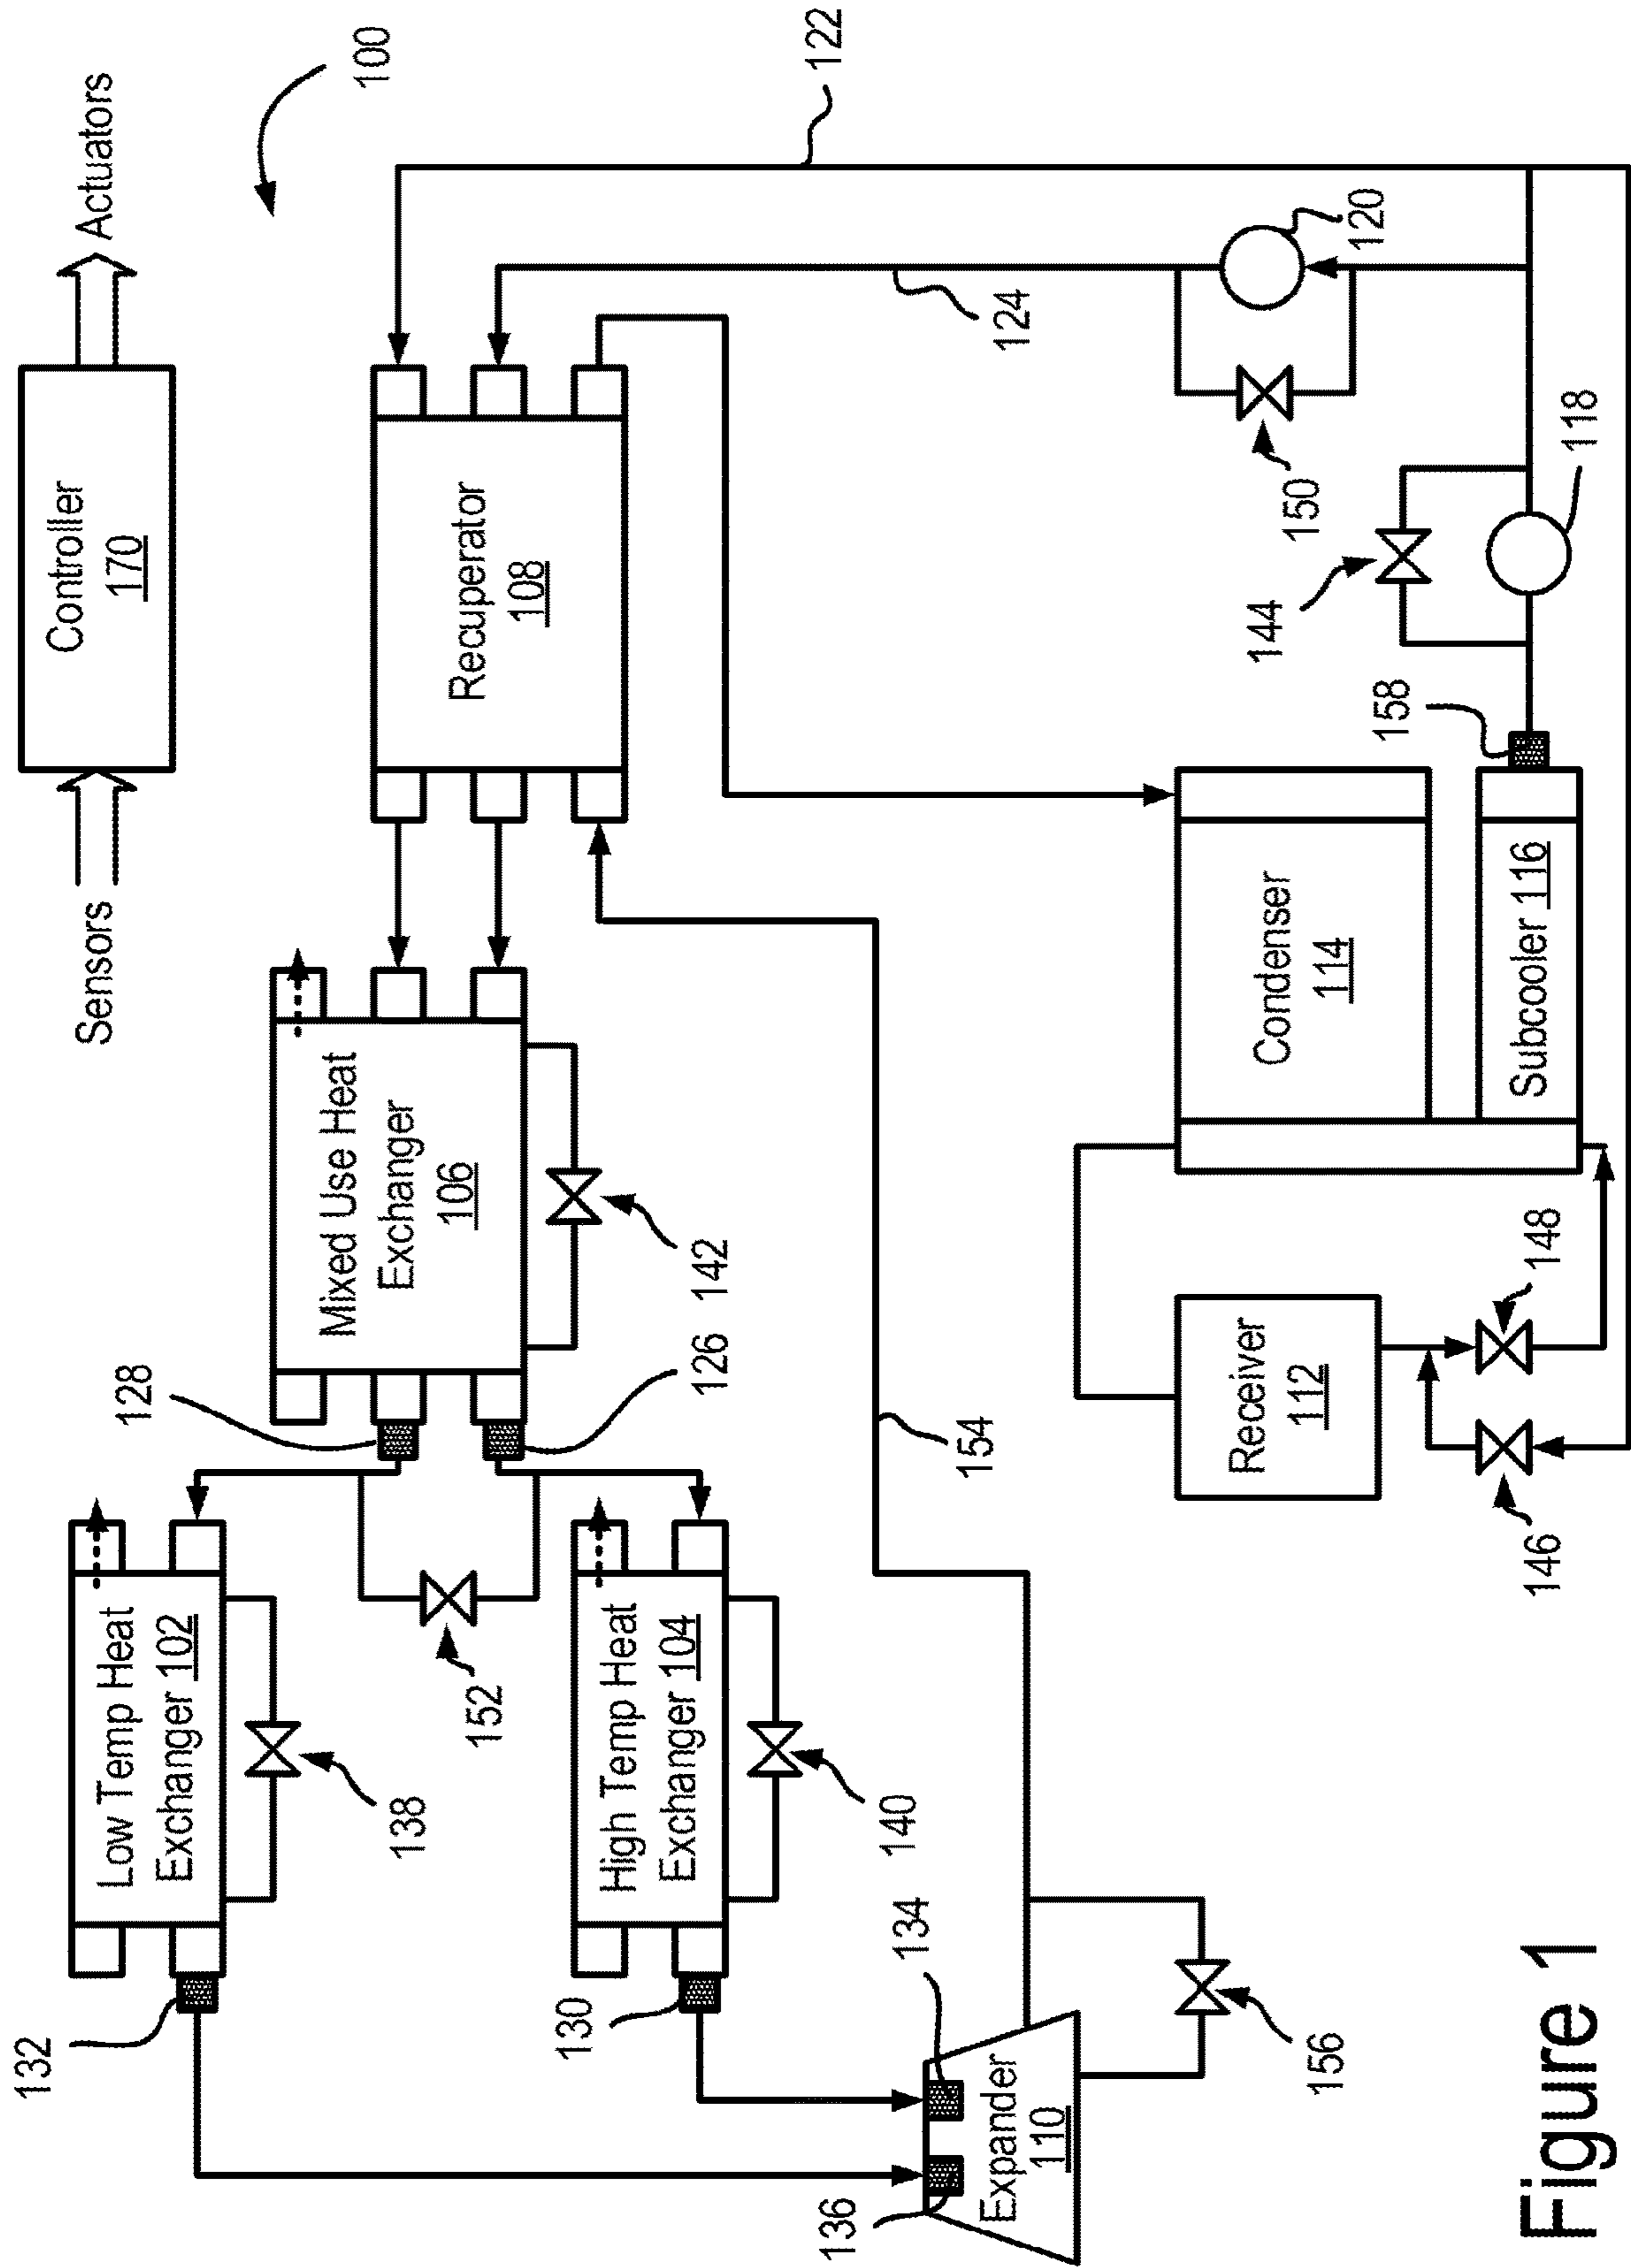 132
Low Temp Heat
Exchanger 102
138
128
Sensors
Controller
170
Actuators
100
Mixed Use Heat
Exchanger
106
Recuperator
108
152
126
142
130
High Temp Heat
Exchanger 104
140
136
134
Expander
110
156
154
122
124
120
150
144
118
158
Receiver
112
Condenser
114
Subcooler 116
146
148
Figure 1